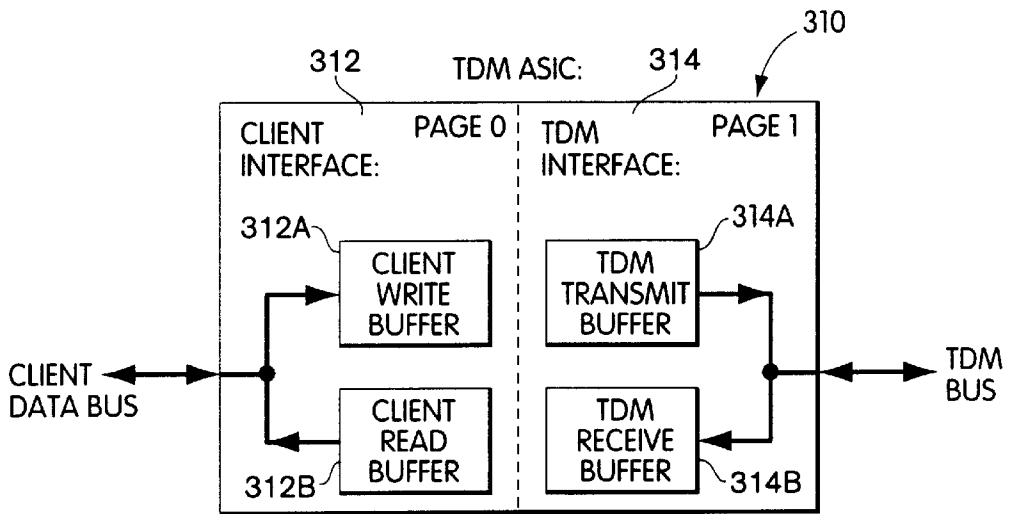 310
312
TDM ASIC:
314
CLIENT
INTERFACE:
PAGE 0
TDM
INTERFACE:
PAGE 1
312A
CLIENT
WRITE
BUFFER
314A
TDM
TRANSMIT
BUFFER
CLIENT
DATA BUS
TDM
BUS
312B
CLIENT
READ
BUFFER
TDM
RECEIVE
BUFFER
314B